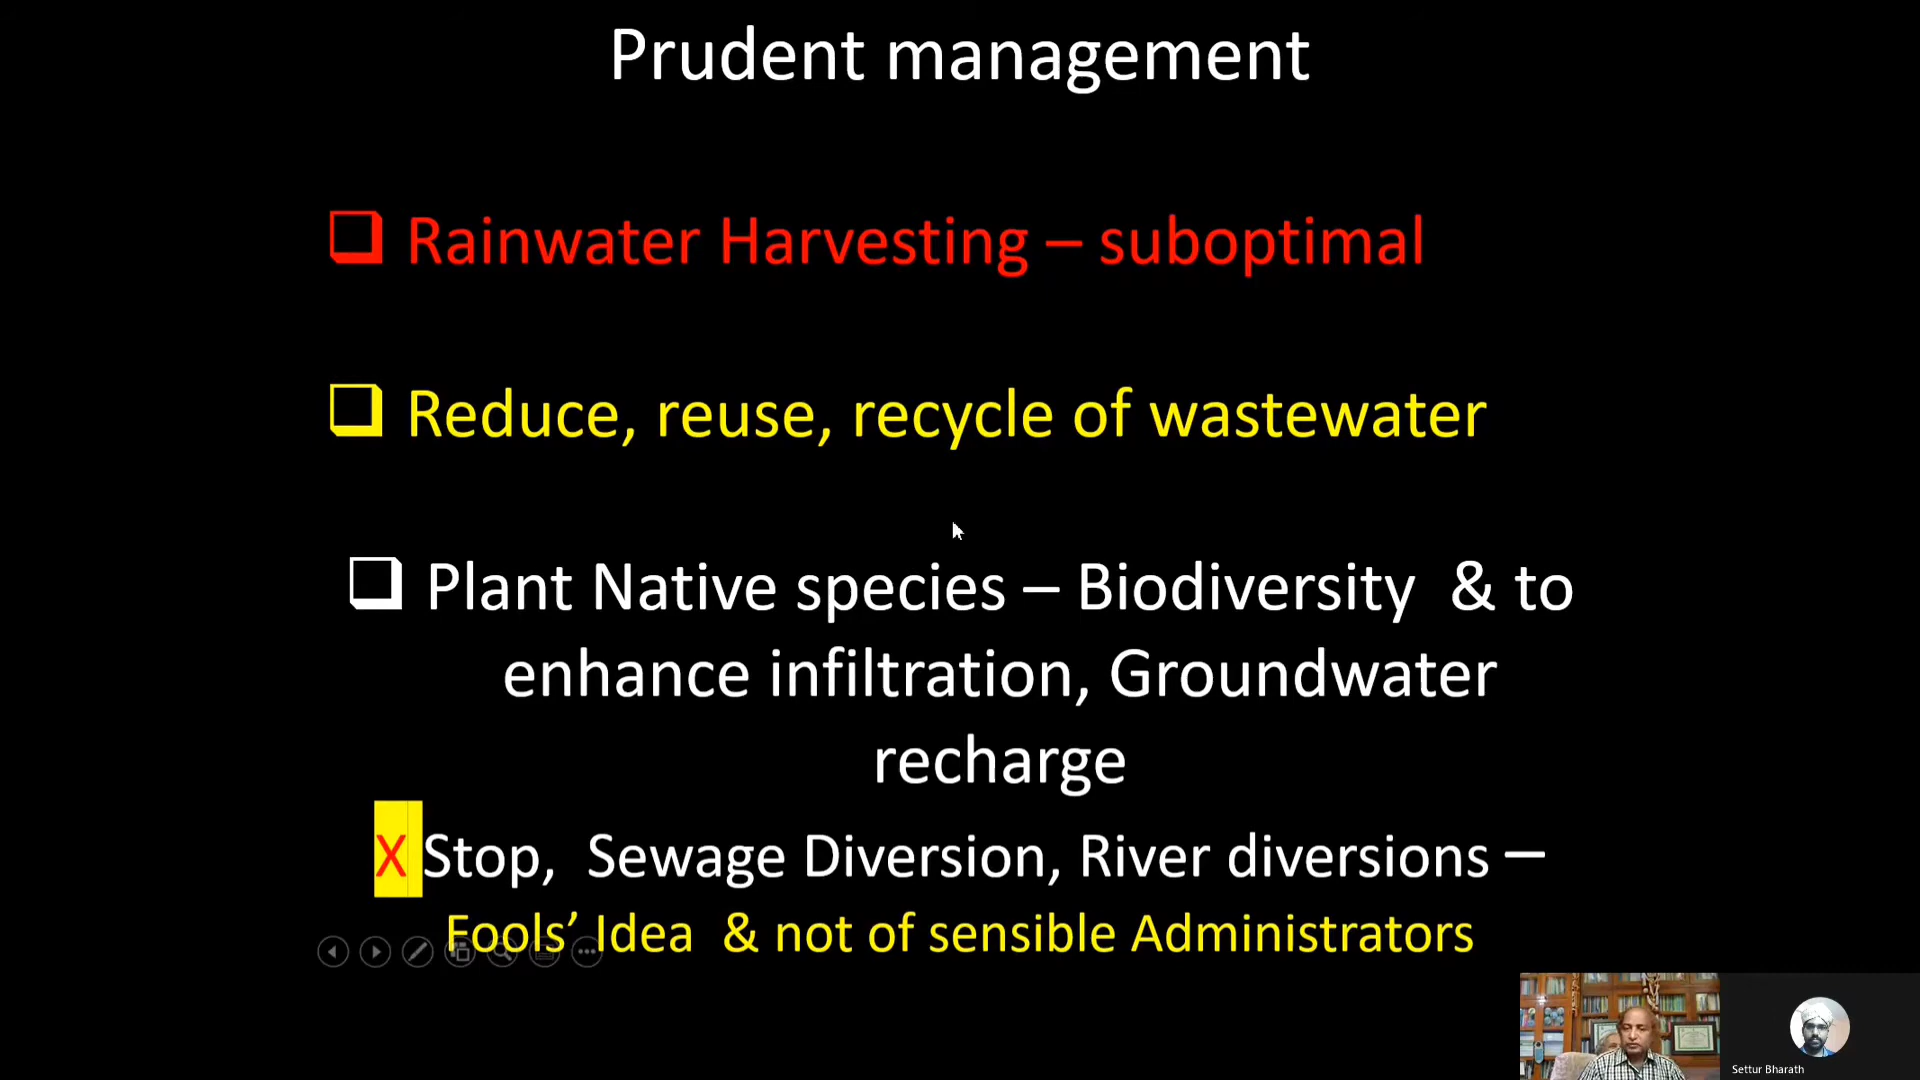 Prudent management
❑ Rainwater Harvesting – suboptimal
❑ Reduce, reuse, recycle of wastewater
❑ Plant Native species – Biodiversity & to
enhance infiltration, Groundwater
recharge
X Stop, Sewage Diversion, River diversions –
Fools’ Idea & not of sensible Administrators
Settur Bharath